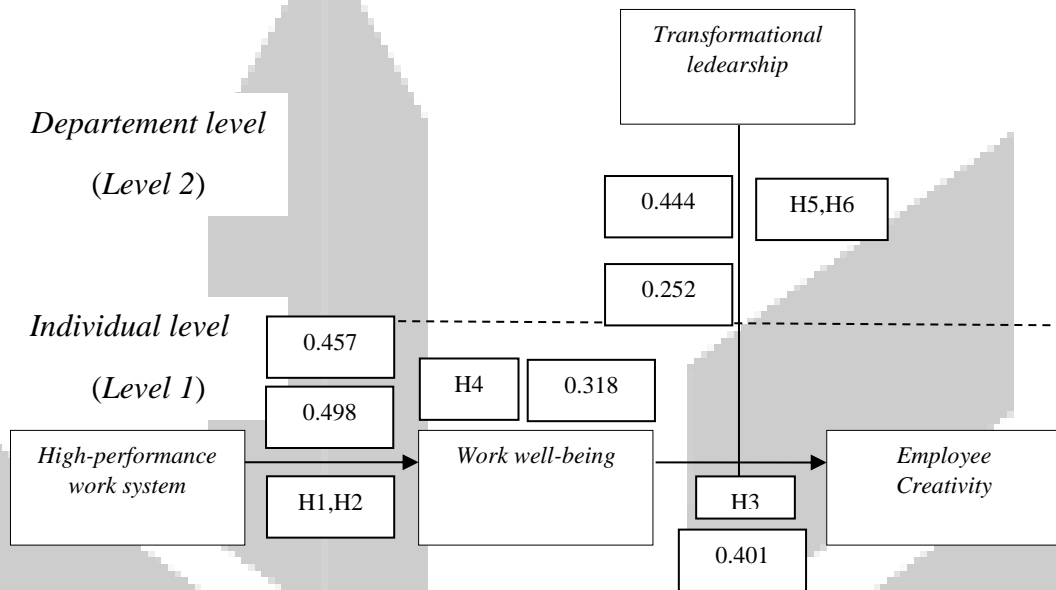 Transformational
ledearship
Departement level
(Level 2)
0.444
H5,H6
0.252
Individual level
(Level 1)
0.457
0.498
H4
0.318
High-performance
work system
H1,H2
Work well-being
H3
0.401
Employee
Creativity